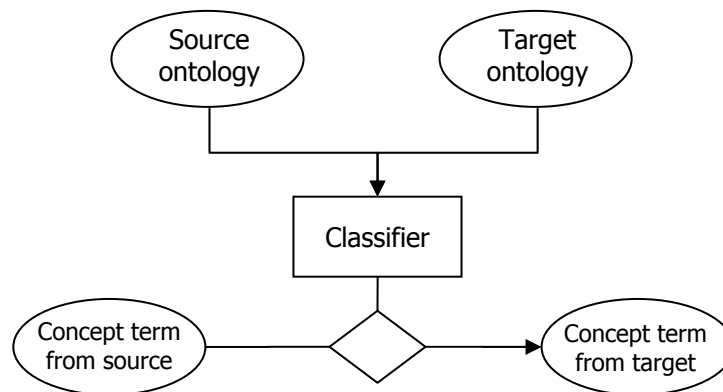 Source
ontology
Target
ontology
Classifier
Concept term
from source
Concept term
from target